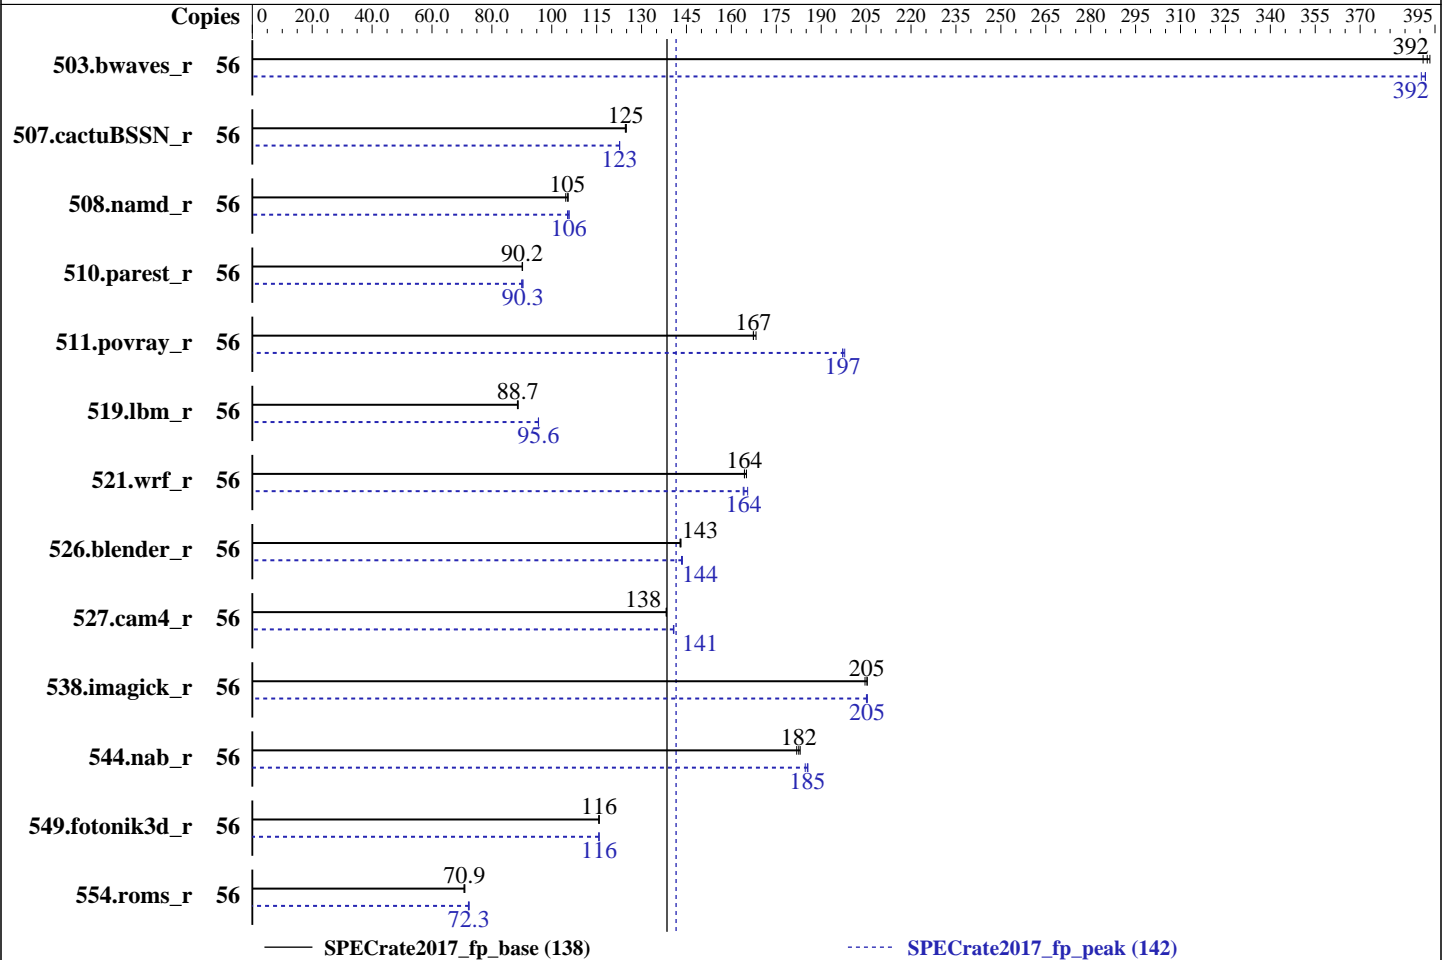 Copies 0 20.0 40.0 60.0 80.0 100 115 130 145 160 175 190 205 220 235 250 265 280 295 310 325 340 355 370 395
392
503.bwaves_r 56
392
125
507.cactuBSSN_r 56
123
105
508.namd_r 56
106
90.2
510.parest_r 56
90.3
167
511.povray_r 56
197
88.7
519.lbm_r 56
95.6
164
521.wrf_r 56
164
143
526.blender_r 56
144
138
527.cam4_r 56
141
205
538.imagick_r 56
205
182
544.nab_r 56
185
116
549.fotonik3d_r 56
116
70.9
554.roms_r 56
72.3
SPECrate2017_fp_base (138) SPECrate2017_fp_peak (142)